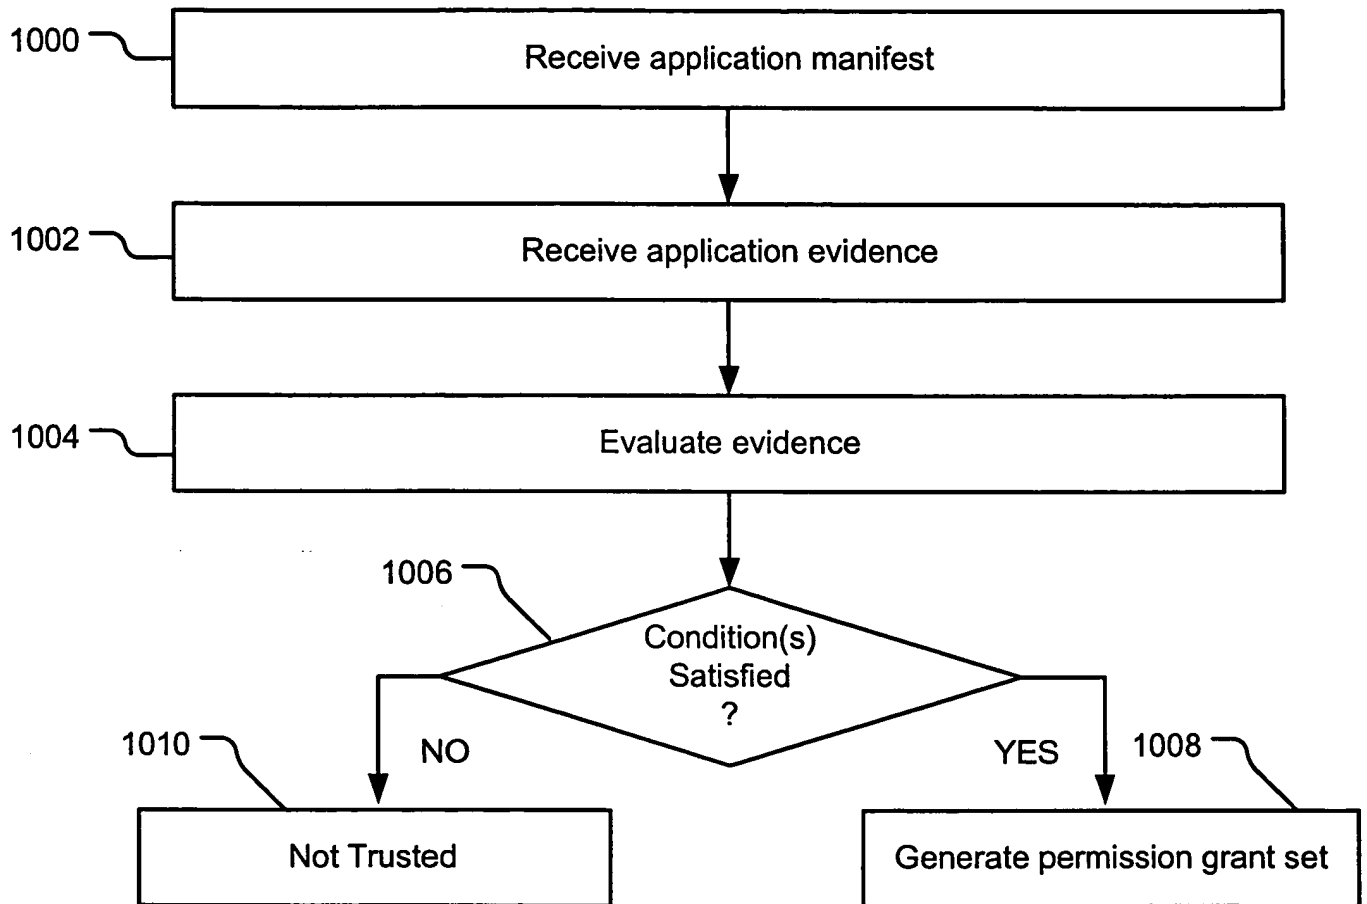 1000
Receive application manifest
1002
Receive application evidence
1004
Evaluate evidence
1006
Condition(s)
Satisfied
?
1010
NO
YES
1008
Not Trusted
Generate permission grant set